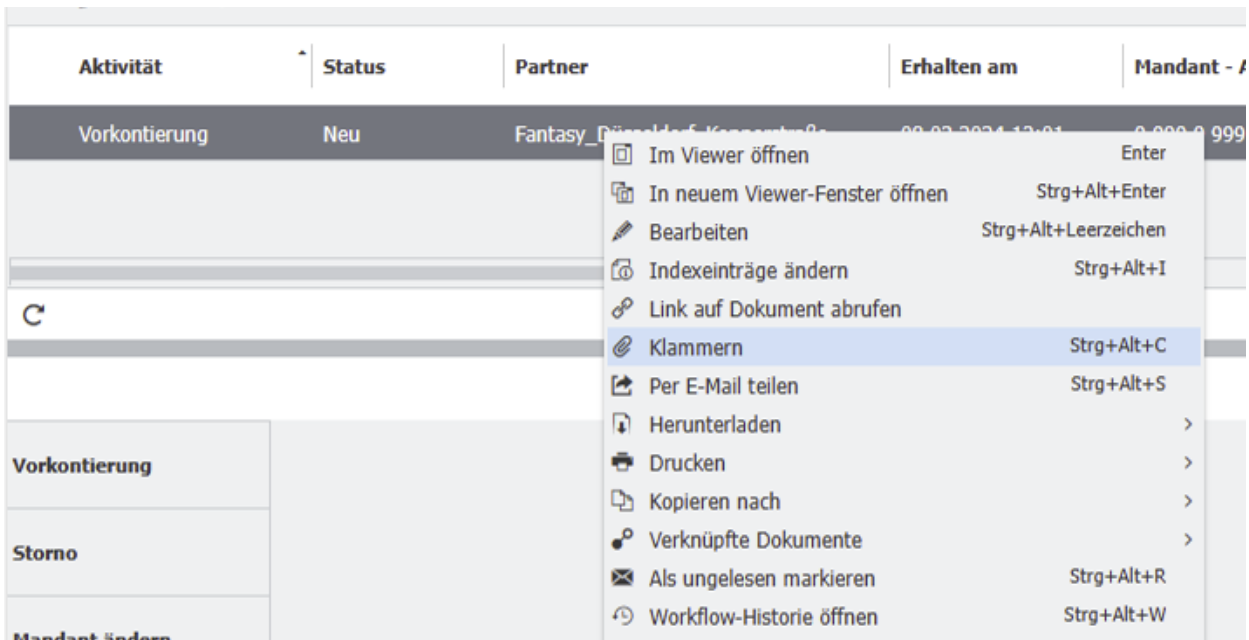 Aktivität Status Partner Erhalten am Mandant - A
Vorkontierung Neu
Im Viewer öffnen Enter
In neuem Viewer-Fenster öffnen Strg+Alt+Enter
Bearbeiten Strg+Alt+Leerzeichen
Indexeinträge ändern Strg+Alt+I
Link auf Dokument abrufen
Klammern Strg+Alt+C
Per E-Mail teilen Strg+Alt+S
Herunterladen
Drucken
Kopieren nach
Verknüpfte Dokumente
Als ungelesen markieren Strg+Alt+R
Workflow-Historie öffnen Strg+Alt+W
Vorkontierung
Storno
Mandant ändern